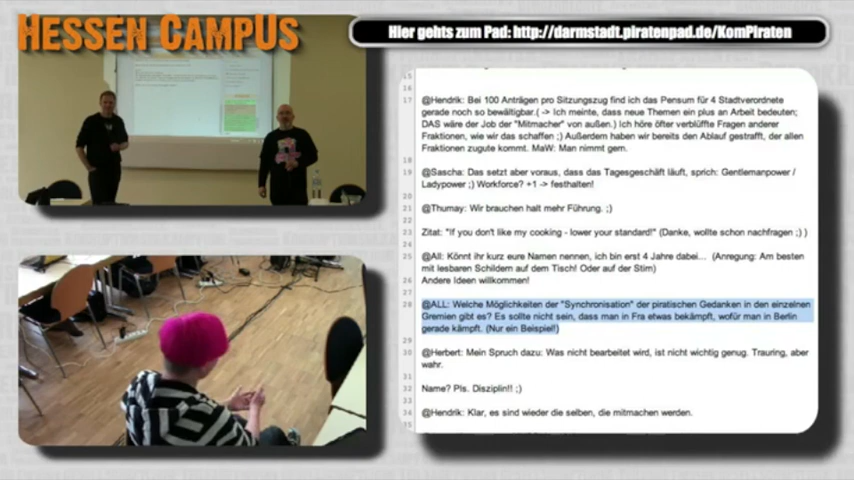 HESSEN CAMPUS
Hier gehts zum Pad: http://darmstadt.piratenpad.de/KomPiraten
15
16
17 @Hendrik: Bei 100 Anträgen pro Sitzungszug find ich das Pensum für 4 Stadtverordnete
gerade noch so bewältigbar.( -> Ich meinte, dass neue Themen ein plus an Arbeit bedeuten;
DAS wäre der Job der "Mitmacher" von außen.) Ich höre öfter verblüffte Fragen anderer
Fraktionen, wie wir das schaffen ;) Außerdem haben wir bereits den Ablauf gestrafft, der allen
Fraktionen zugute kommt. MaW: Man nimmt gern.
18
19 @Sascha: Das setzt aber voraus, dass das Tagesgeschäft läuft, sprich: Gentlemanpower /
Ladypower ;) Workforce? +1 -> festhalten!
20
21 @Thumay: Wir brauchen halt mehr Führung. ;)
22
23 Zitat: "If you don't like my cooking - lower your standard!" (Danke, wollte schon nachfragen ;) )
24
25 @All: Könnt ihr kurz eure Namen nennen, ich bin erst 4 Jahre dabei... (Anregung: Am besten
mit lesbaren Schildern auf dem Tisch! Oder auf der Stirn)
26 Andere Ideen willkommen!
27
28 @ALL: Welche Möglichkeiten der "Synchronisation" der piratischen Gedanken in den einzelnen
Gremien gibt es? Es sollte nicht sein, dass man in Fra etwas bekämpft, wofür man in Berlin
gerade kämpft. (Nur ein Beispiel!)
29
30 @Herbert: Mein Spruch dazu: Was nicht bearbeitet wird, ist nicht wichtig genug. Trauring, aber
wahr.
31
32 Name? Pls. Disziplin!! ;)
33
34 @Hendrik: Klar, es sind wieder die selben, die mitmachen werden.